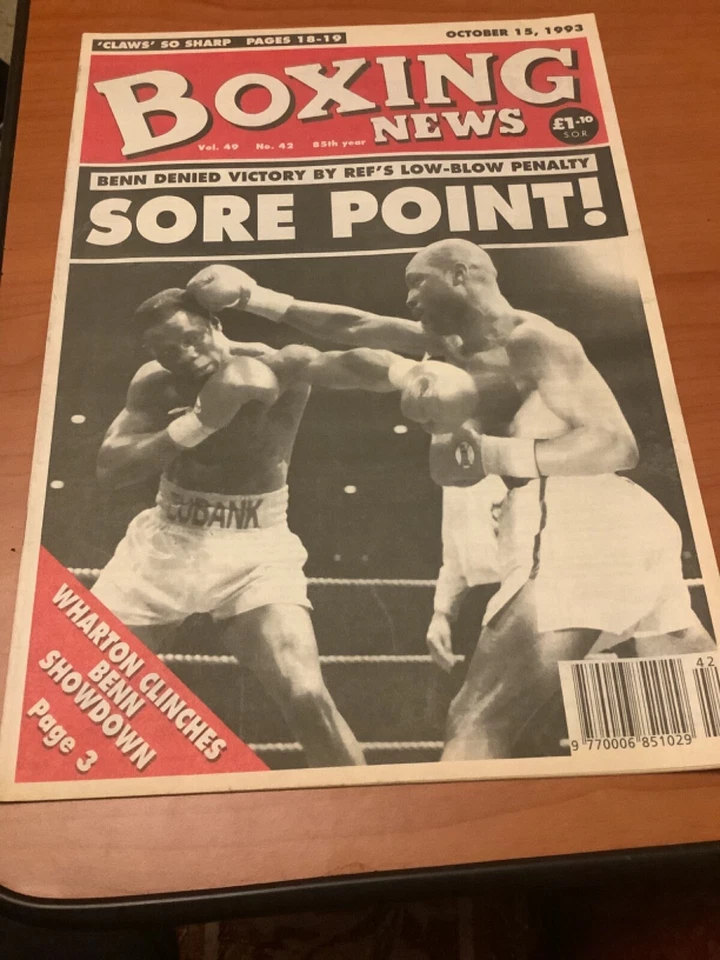 'CLAWS' SO SHARP PAGES 18-19
OCTOBER 15, 1993
BOXING
NEWS
£1·10
S.O.R.
Vol. 49 No. 42 85th year
BENN DENIED VICTORY BY REF'S LOW-BLOW PENALTY
SORE POINT!
EUBANK
WHARTON CLINCHES
BENN
SHOWDOWN
Page 3
42
9 770006 851029